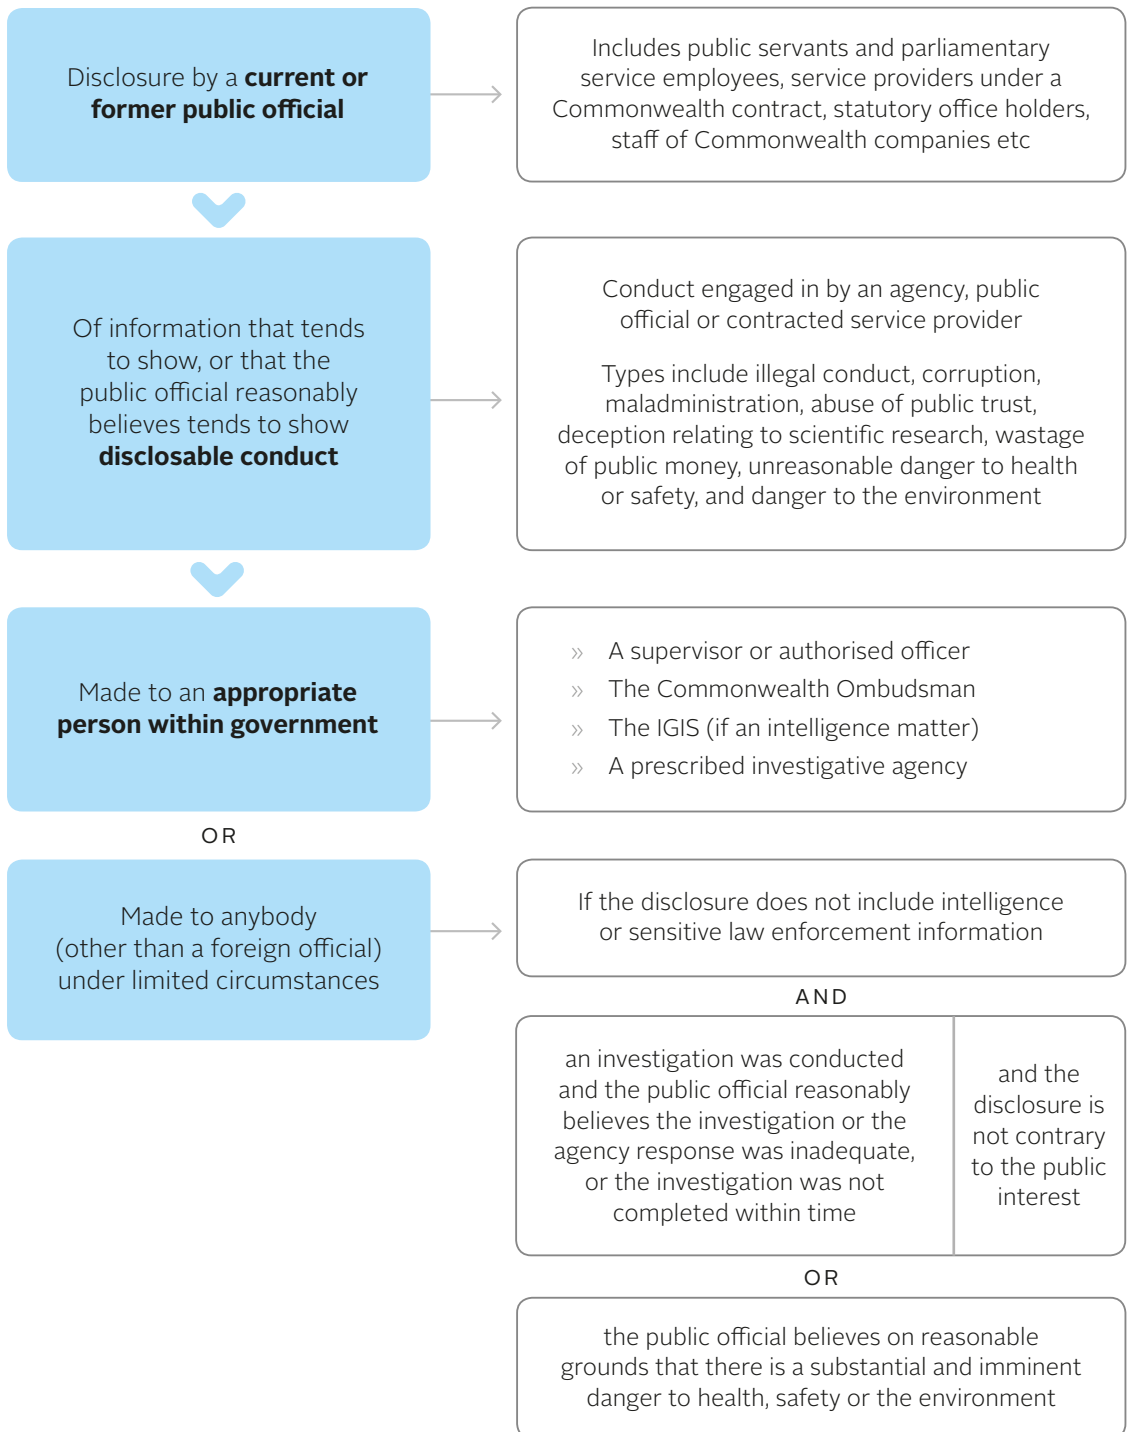 Disclosure by a current or
former public official
Includes public servants and parliamentary
service employees, service providers under a
Commonwealth contract, statutory office holders,
staff of Commonwealth companies etc
Of information that tends
to show, or that the
public official reasonably
believes tends to show
disclosable conduct
Conduct engaged in by an agency, public
official or contracted service provider
Types include illegal conduct, corruption,
maladministration, abuse of public trust,
deception relating to scientific research, wastage
of public money, unreasonable danger to health
or safety, and danger to the environment
Made to an appropriate
person within government
» A supervisor or authorised officer
» The Commonwealth Ombudsman
» The IGIS (if an intelligence matter)
» A prescribed investigative agency
OR
Made to anybody
(other than a foreign official)
under limited circumstances
If the disclosure does not include intelligence
or sensitive law enforcement information
AND
an investigation was conducted
and the public official reasonably
believes the investigation or the
agency response was inadequate,
or the investigation was not
completed within time
and the
disclosure is
not contrary
to the public
interest
OR
the public official believes on reasonable
grounds that there is a substantial and imminent
danger to health, safety or the environment